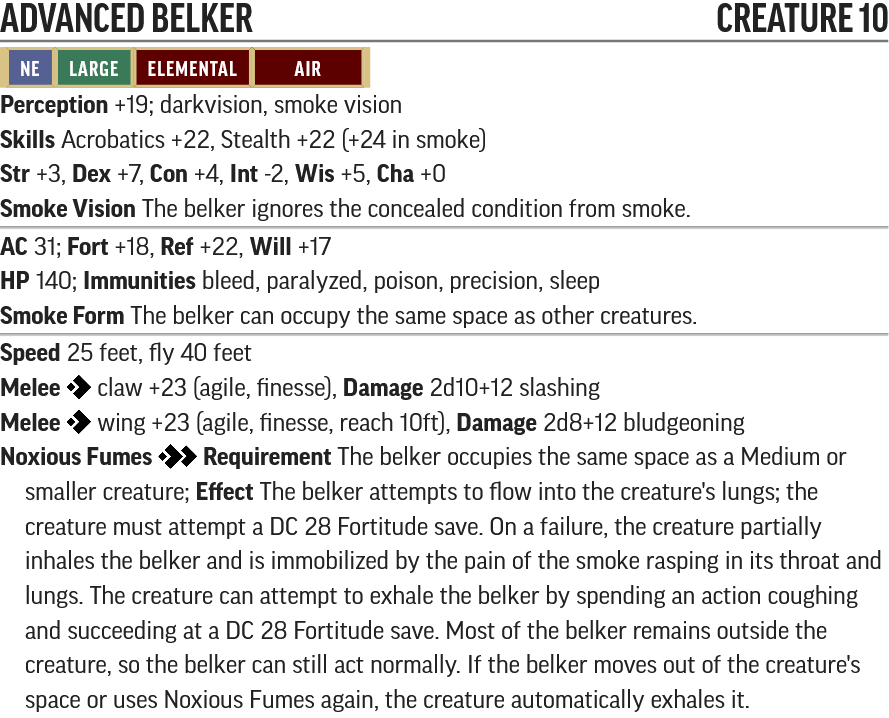 ADVANCED BELKER CREATURE 10
NE LARGE ELEMENTAL AIR
Perception +19; darkvision, smoke vision
Skills Acrobatics +22, Stealth +22 (+24 in smoke)
Str +3, Dex +7, Con +4, Int -2, Wis +5, Cha +0
Smoke Vision The belker ignores the concealed condition from smoke.
AC 31; Fort +18, Ref +22, Will +17
HP 140; Immunities bleed, paralyzed, poison, precision, sleep
Smoke Form The belker can occupy the same space as other creatures.
Speed 25 feet, fly 40 feet
Melee claw +23 (agile, finesse), Damage 2d10+12 slashing
Melee wing +23 (agile, finesse, reach 10ft), Damage 2d8+12 bludgeoning
Noxious Fumes Requirement The belker occupies the same space as a Medium or
smaller creature; Effect The belker attempts to flow into the creature's lungs; the
creature must attempt a DC 28 Fortitude save. On a failure, the creature partially
inhales the belker and is immobilized by the pain of the smoke rasping in its throat and
lungs. The creature can attempt to exhale the belker by spending an action coughing
and succeeding at a DC 28 Fortitude save. Most of the belker remains outside the
creature, so the belker can still act normally. If the belker moves out of the creature's
space or uses Noxious Fumes again, the creature automatically exhales it.